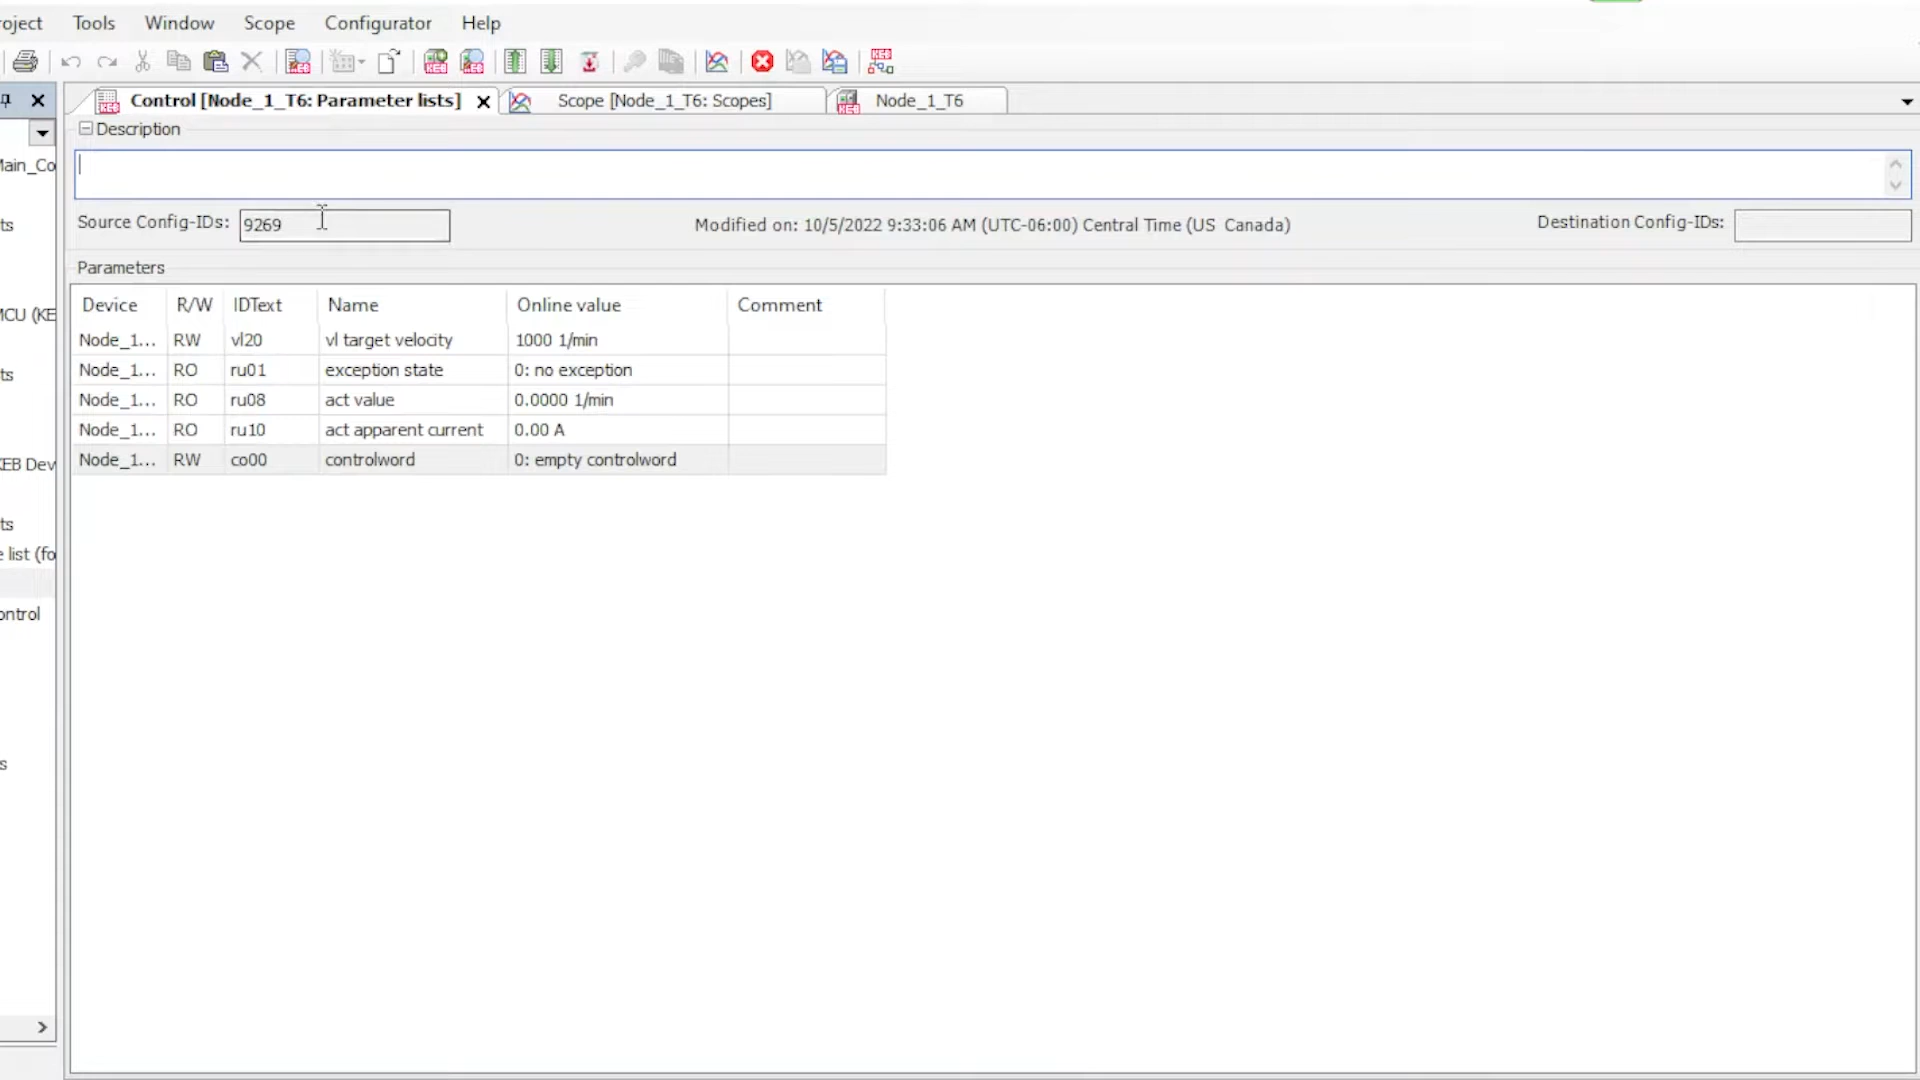 roject Tools Window Scope Configurator Help
Control [Node_1_T6: Parameter lists] Scope [Node_1_T6: Scopes] Node_1_T6
Description
Main_Co
Source Config-IDs: 9269 Modified on: 10/5/2022 9:33:06 AM (UTC-06:00) Central Time (US Canada) Destination Config-IDs:
ts
Parameters
MCU (KE
Device R/W IDText Name Online value Comment
Node_1... RW vl20 vl target velocity 1000 1/min
Node_1... RO ru01 exception state 0: no exception
ts
Node_1... RO ru08 act value 0.0000 1/min
Node_1... RO ru10 act apparent current 0.00 A
Node_1... RW co00 controlword 0: empty controlword
KEB Dev
ts
e list (fo
ontrol
s